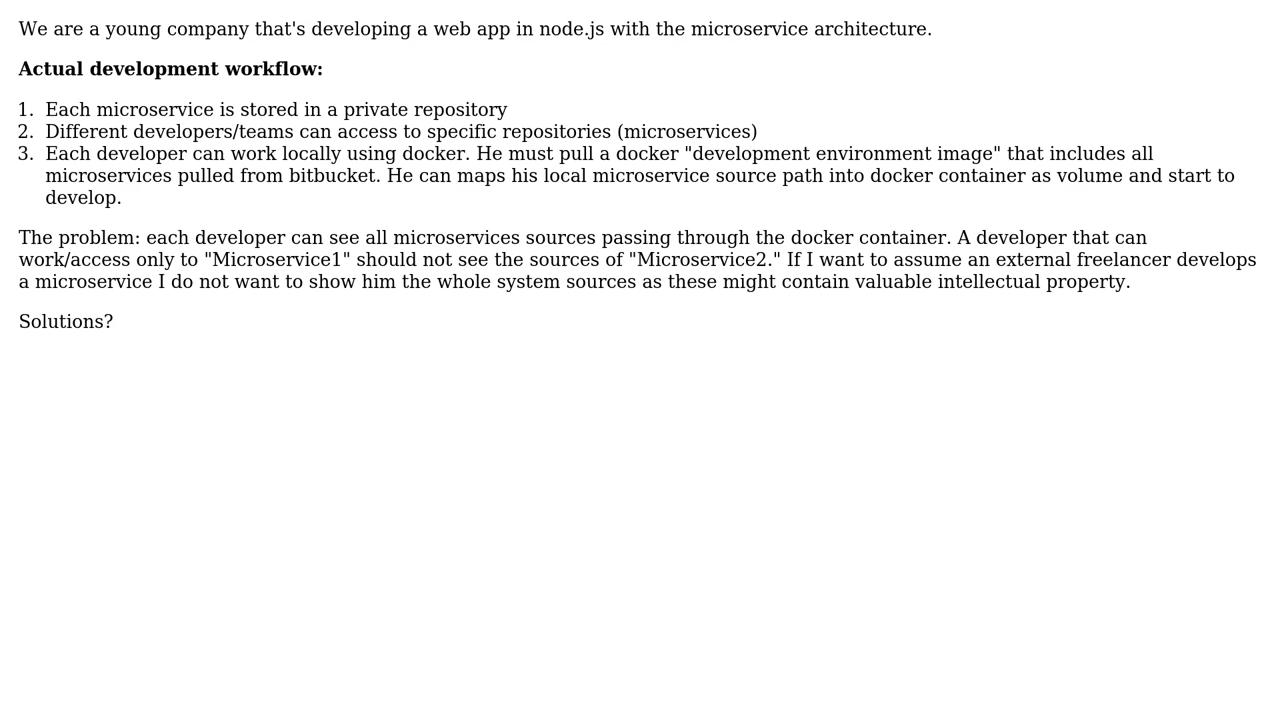 We are a young company that's developing a web app in node.js with the microservice architecture.
Actual development workflow:
1. Each microservice is stored in a private repository
2. Different developers/teams can access to specific repositories (microservices)
3. Each developer can work locally using docker. He must pull a docker "development environment image" that includes all
microservices pulled from bitbucket. He can maps his local microservice source path into docker container as volume and start to
develop.
The problem: each developer can see all microservices sources passing through the docker container. A developer that can
work/access only to "Microservice1" should not see the sources of "Microservice2." If I want to assume an external freelancer develops
a microservice I do not want to show him the whole system sources as these might contain valuable intellectual property.
Solutions?